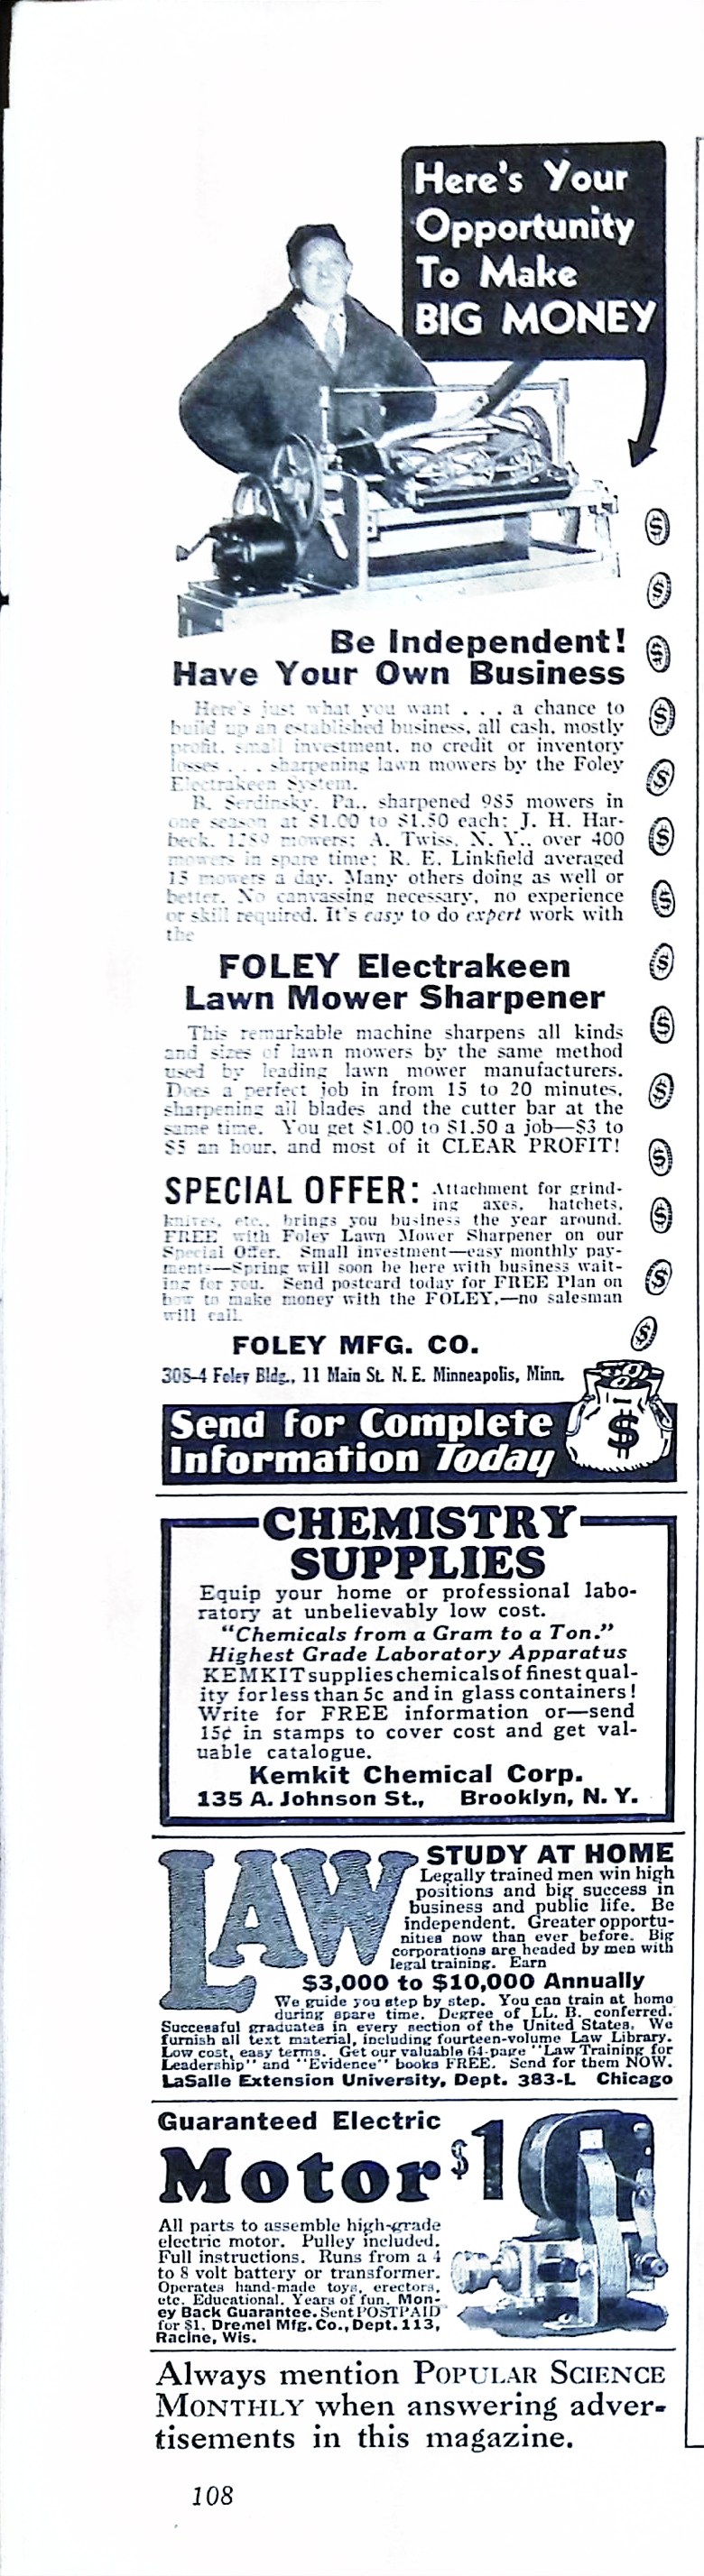 Here's Your
Opportunity
To Make
BIG MONEY
Be Independent!
Have Your Own Business
Here's just what you want . . . a chance to
build up an established business, all cash, mostly
profit, small investment, no credit or inventory
losses . . . sharpening lawn mowers by the Foley
Electrakeen System.
B. Serdinsky, Pa., sharpened 985 mowers in
one season at $1.00 to $1.50 each; J. H. Har-
beck, 1289 mowers; A. Twiss, N. Y., over 400
mowers in spare time; R. E. Linkfield averaged
15 mowers a day. Many others doing as well or
better. No canvassing necessary, no experience
or skill required. It's easy to do expert work with
the
FOLEY Electrakeen
Lawn Mower Sharpener
This remarkable machine sharpens all kinds
and sizes of lawn mowers by the same method
used by leading lawn mower manufacturers.
Does a perfect job in from 15 to 20 minutes,
sharpening all blades and the cutter bar at the
same time. You get $1.00 to $1.50 a job—$3 to
$5 an hour, and most of it CLEAR PROFIT!
SPECIAL OFFER: Attachment for grind-
ing axes, hatchets,
knives, etc., brings you business the year around.
FREE with Foley Lawn Mower Sharpener on our
Special Offer. Small investment—easy monthly pay-
ments—Spring will soon be here with business wait-
ing for you. Send postcard today for FREE Plan on
how to make money with the FOLEY,—no salesman
will call.
FOLEY MFG. CO.
308-4 Foley Bldg., 11 Main St. N. E. Minneapolis, Minn.
Send for Complete
Information Today
$
CHEMISTRY
SUPPLIES
Equip your home or professional labo-
ratory at unbelievably low cost.
"Chemicals from a Gram to a Ton."
Highest Grade Laboratory Apparatus
KEMKIT supplies chemicals of finest qual-
ity for less than 5c and in glass containers!
Write for FREE information or—send
15¢ in stamps to cover cost and get val-
uable catalogue.
Kemkit Chemical Corp.
135 A. Johnson St., Brooklyn, N. Y.
LAW
STUDY AT HOME
Legally trained men win high
positions and big success in
business and public life. Be
independent. Greater opportu-
nities now than ever before. Big
corporations are headed by men with
legal training. Earn
$3,000 to $10,000 Annually
We guide you step by step. You can train at home
during spare time. Degree of LL. B. conferred.
Successful graduates in every section of the United States. We
furnish all text material, including fourteen-volume Law Library.
Low cost, easy terms. Get our valuable 64-page "Law Training for
Leadership" and "Evidence" books FREE. Send for them NOW.
LaSalle Extension University, Dept. 383-L Chicago
Guaranteed Electric
Motor $1
All parts to assemble high-grade
electric motor. Pulley included.
Full instructions. Runs from a 4
to 8 volt battery or transformer.
Operates hand-made toys, erectors,
etc. Educational. Years of fun. Mon-
ey Back Guarantee. Sent POSTPAID
for $1. Dremel Mfg. Co., Dept. 113,
Racine, Wis.
Always mention POPULAR SCIENCE
MONTHLY when answering adver-
tisements in this magazine.
108